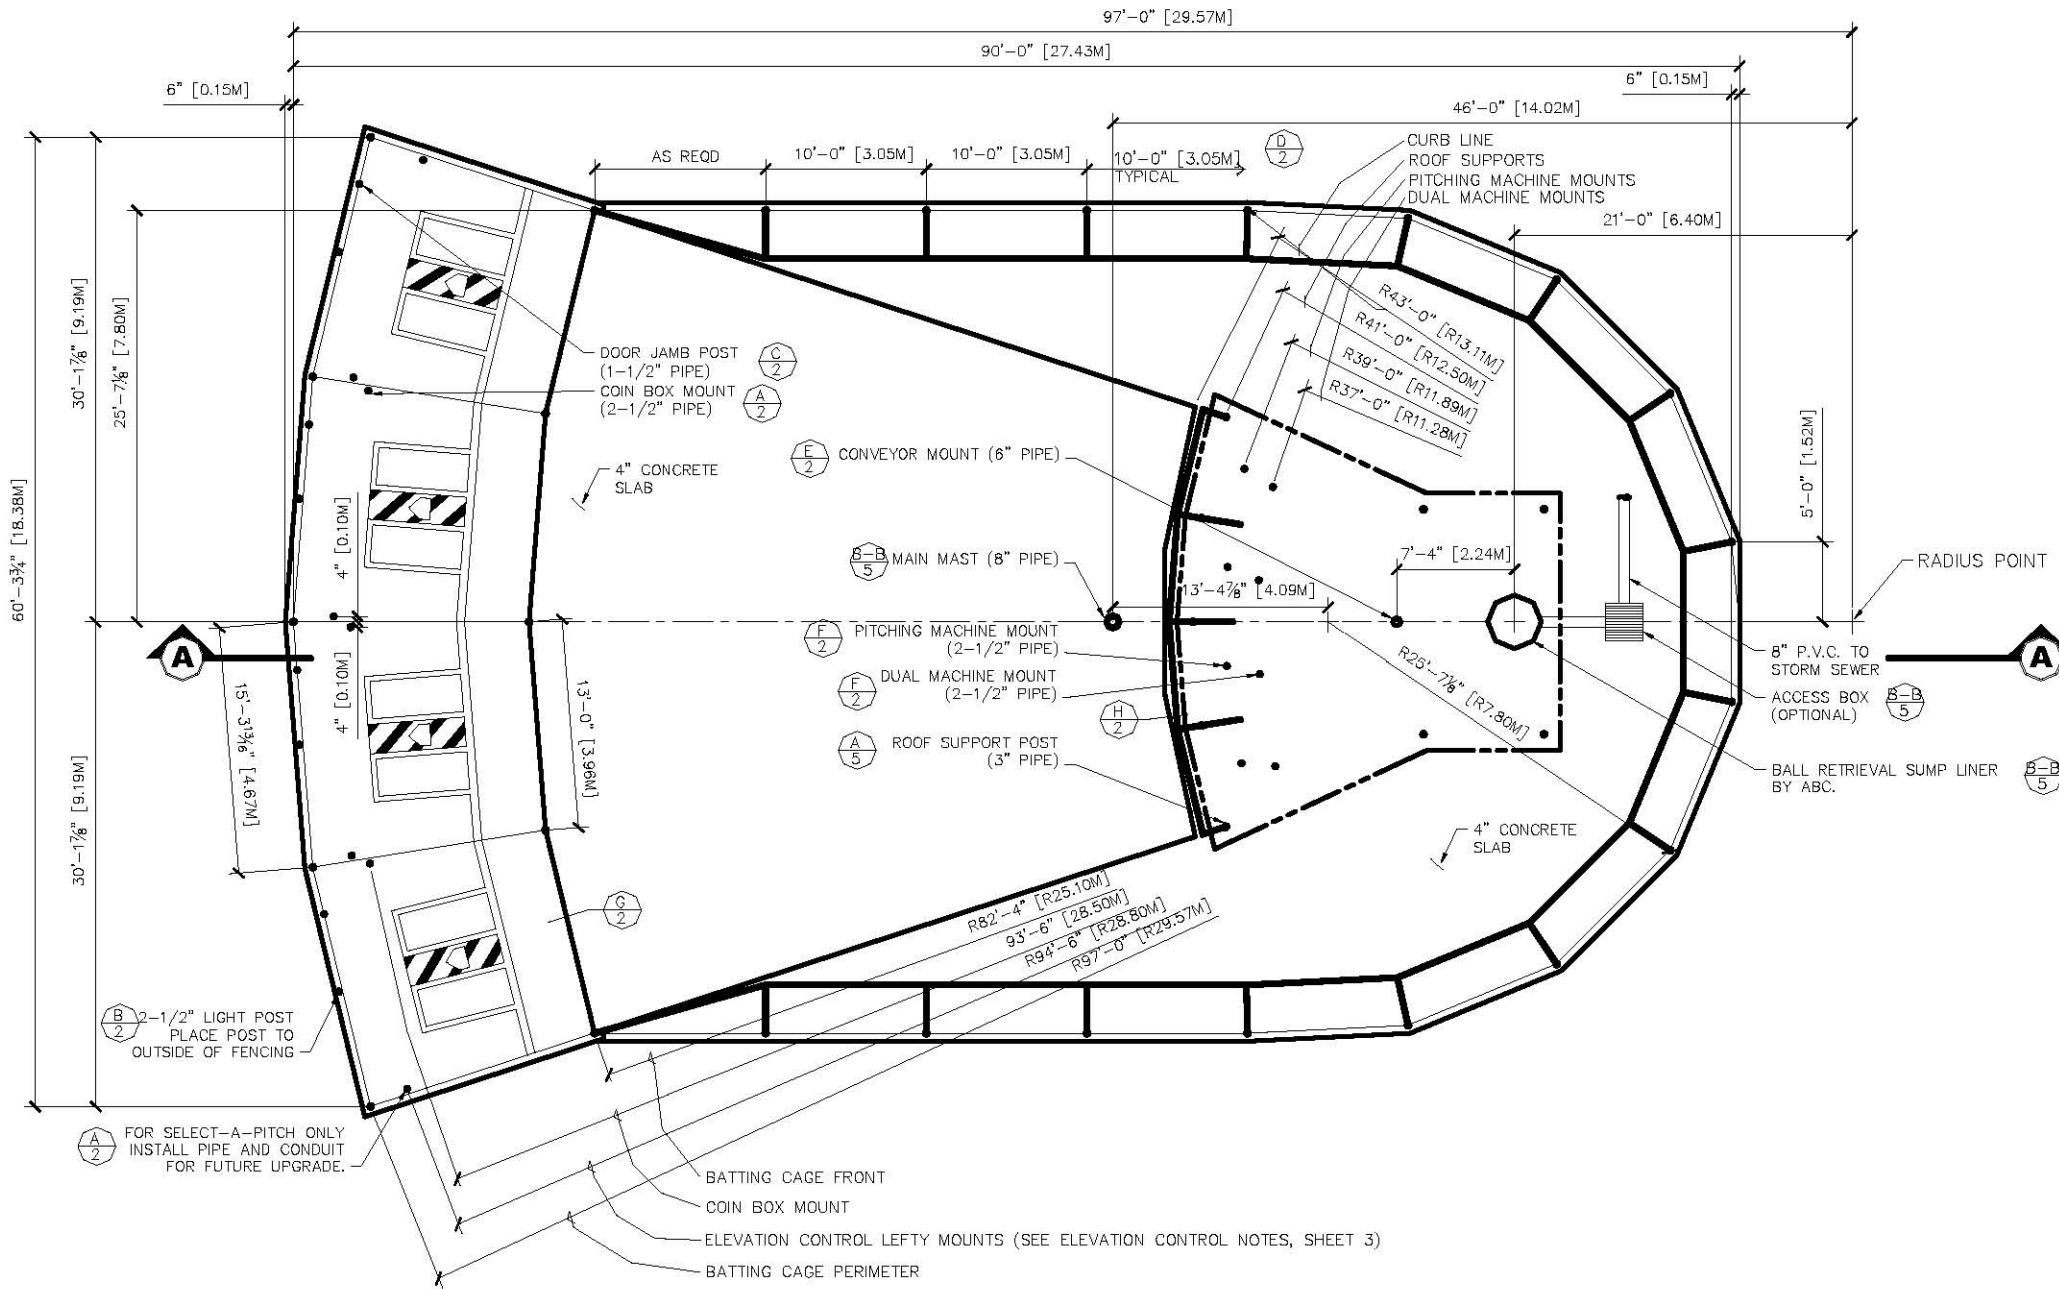 97'-0" [29.57M]
90'-0" [27.43M]
6" [0.15M]
6" [0.15M]
46'-0" [14.02M]
AS REQD
10'-0" [3.05M]
10'-0" [3.05M]
10'-0" [3.05M]
TYPICAL
D
2
CURB LINE
ROOF SUPPORTS
PITCHING MACHINE MOUNTS
DUAL MACHINE MOUNTS
21'-0" [6.40M]
60'-3¾" [18.38M]
30'-1⅞" [9.19M]
25'-7⅛" [7.80M]
R43'-0" [R13.11M]
R41'-0" [R12.50M]
R39'-0" [R11.89M]
R37'-0" [R11.28M]
DOOR JAMB POST
(1-1/2" PIPE)
C
2
COIN BOX MOUNT
(2-1/2" PIPE)
A
2
4" CONCRETE
SLAB
E
2
CONVEYOR MOUNT (6" PIPE)
5'-0" [1.52M]
4" [0.10M]
B-B
5
MAIN MAST (8" PIPE)
7'-4" [2.24M]
13'-4⅞" [4.09M]
RADIUS POINT
A
A
F
2
PITCHING MACHINE MOUNT
(2-1/2" PIPE)
F
2
DUAL MACHINE MOUNT
(2-1/2" PIPE)
H
2
A
5
ROOF SUPPORT POST
(3" PIPE)
4" [0.10M]
15'-3 13/16" [4.67M]
13'-0" [3.96M]
R25'-7⅛" [R7.80M]
8" P.V.C. TO
STORM SEWER
ACCESS BOX
(OPTIONAL)
B-B
5
BALL RETRIEVAL SUMP LINER
BY ABC.
B-B
5
30'-1⅞" [9.19M]
4" CONCRETE
SLAB
G
2
R82'-4" [R25.10M]
93'-6" [28.50M]
R94'-6" [R28.80M]
R97'-0" [R29.57M]
B
2
2-1/2" LIGHT POST
PLACE POST TO
OUTSIDE OF FENCING
A
2
FOR SELECT-A-PITCH ONLY
INSTALL PIPE AND CONDUIT
FOR FUTURE UPGRADE.
BATTING CAGE FRONT
COIN BOX MOUNT
ELEVATION CONTROL LEFTY MOUNTS (SEE ELEVATION CONTROL NOTES, SHEET 3)
BATTING CAGE PERIMETER